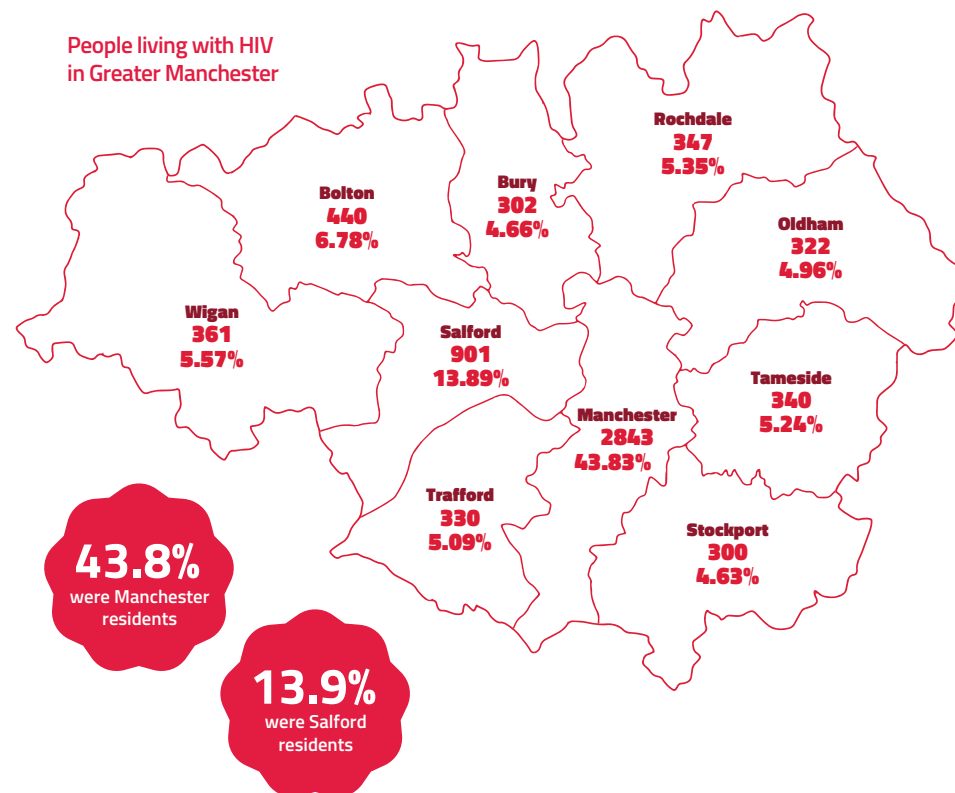 People living with HIV
in Greater Manchester
Rochdale
347
5.35%
Bolton
440
6.78%
Bury
302
4.66%
Oldham
322
4.96%
Wigan
361
5.57%
Salford
901
13.89%
Tameside
340
5.24%
Manchester
2843
43.83%
Trafford
330
5.09%
Stockport
300
4.63%
43.8%
were Manchester
residents
13.9%
were Salford
residents